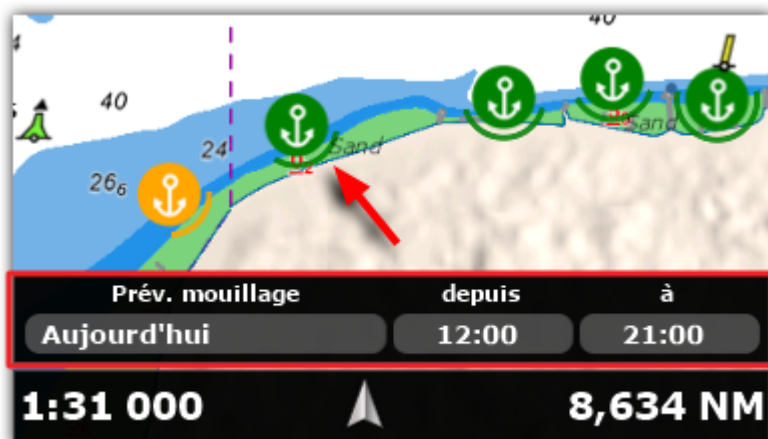 40
40
24
Sand
Sand
26₆
Prév. mouillage depuis à
Aujourd'hui 12:00 21:00
1:31 000 8,634 NM